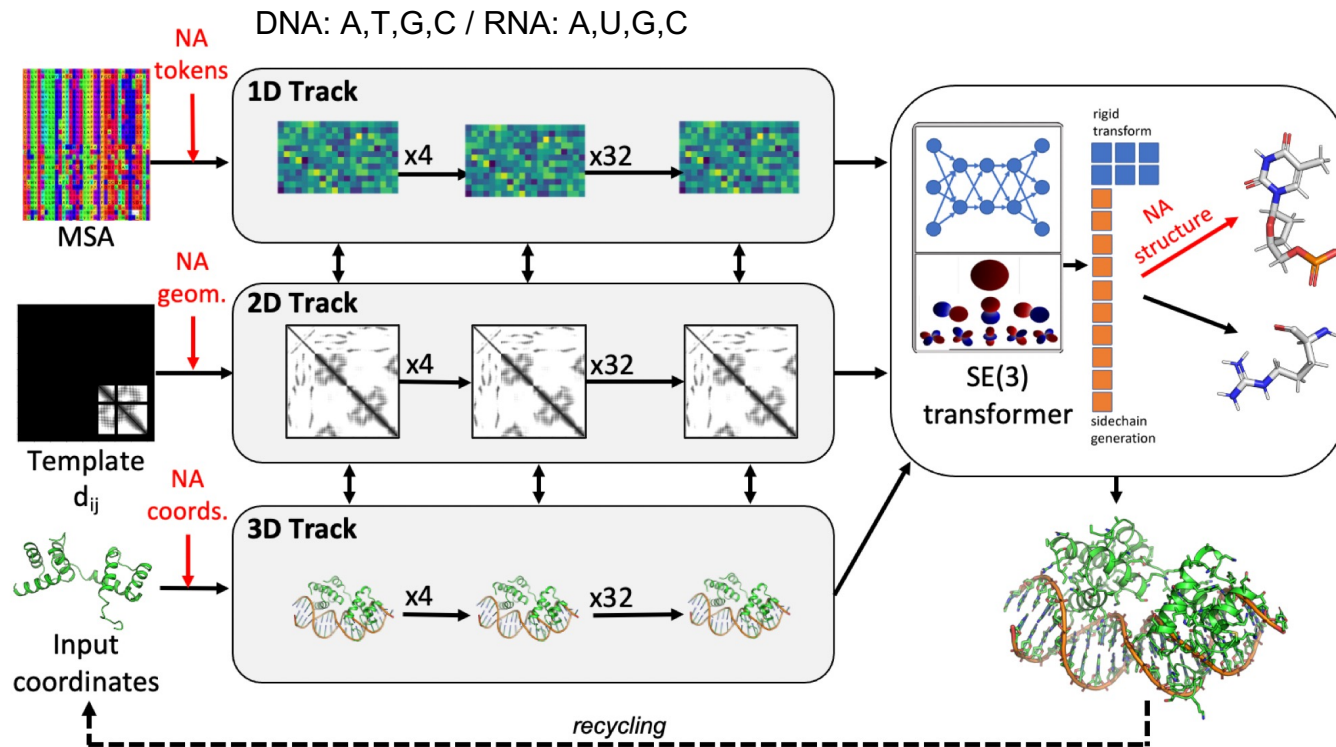 DNA: A,T,G,C / RNA: A,U,G,C
NA
tokens
MSA
1D Track
x4
x32
NA
geom.
Template
d_ij
2D Track
x4
x32
NA
coords.
Input
coordinates
3D Track
x4
x32
rigid
transform
NA
structure
SE(3)
transformer
sidechain
generation
recycling